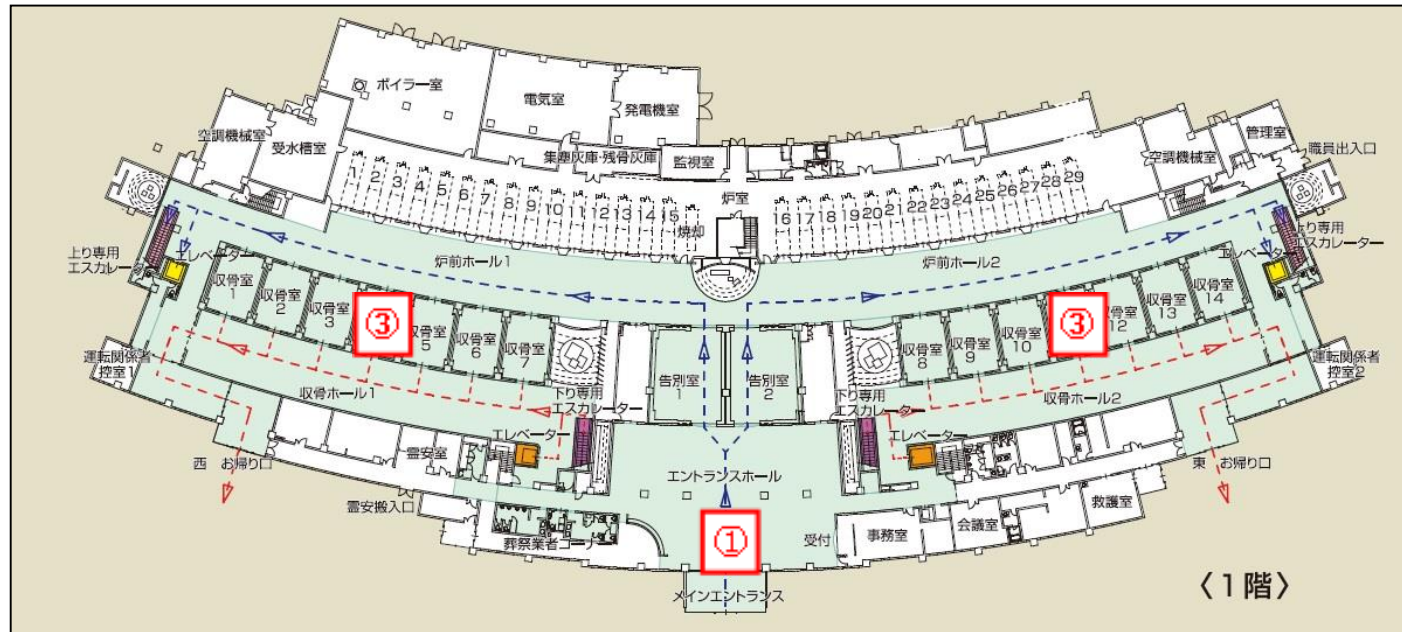 ボイラー室
電気室
発電機室
空調機械室
受水槽室
集塵灰庫・残骨灰庫
監視室
空調機械室
管理室
職員出入口
炉室
1
2
3
4
5
6
7
8
9
10
11
12
13
14
15
焼却
16
17
18
19
20
21
22
23
24
25
26
27
28
29
上り専用
エスカレー
エレベーター
炉前ホール1
炉前ホール2
エレベー
上り専用
エスカレーター
収骨室
1
収骨室
2
収骨室
3
③
収骨室
5
収骨室
6
収骨室
7
告別室
1
告別室
2
収骨室
8
収骨室
9
収骨室
10
③
収骨室
12
収骨室
13
収骨室
14
運転関係者
控室1
収骨ホール1
下り専用
エスカレーター
エレベーター
下り専用
エスカレーター
エレベーター
収骨ホール2
運転関係者
控室2
西 お帰り口
霊安室
エントランスホール
東 お帰り口
霊安搬入口
葬祭業者コーナー
①
受付
事務室
会議室
救護室
メインエントランス
〈1階〉